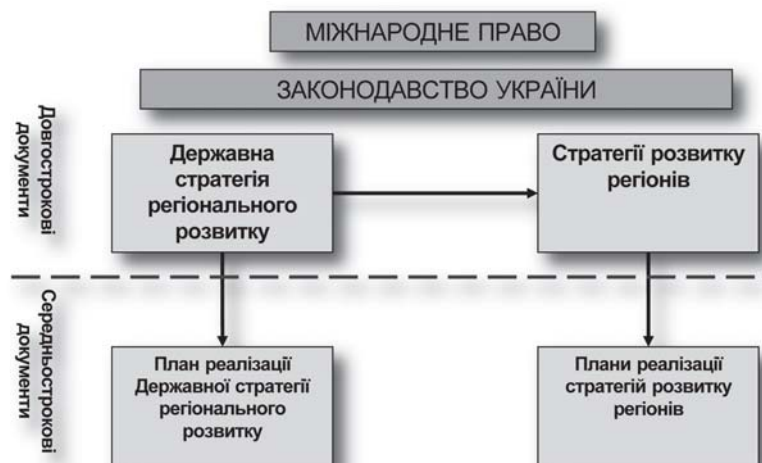 МІЖНАРОДНЕ ПРАВО
ЗАКОНОДАВСТВО УКРАЇНИ
Довгострокові
документи
Державна
стратегія
регіонального
розвитку
Стратегії розвитку
регіонів
Середньострокові
документи
План реалізації
Державної стратегії
регіонального
розвитку
Плани реалізації
стратегій розвитку
регіонів